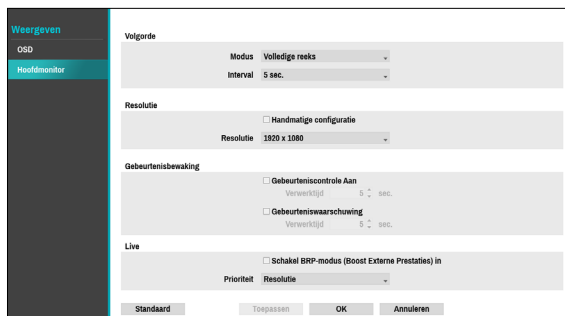 Weergeven
OSD
Hoofdmonitor
Volgorde
Modus Volledige reeks
Interval 5 sec.
Resolutie
Handmatige configuratie
Resolutie 1920 x 1080
Gebeurtenisbewaking
Gebeurteniscontrole Aan
Verwerktijd 5 sec.
Gebeurteniswaarschuwing
Verwerktijd 5 sec.
Live
Schakel BRP-modus (Boost Externe Prestaties) in
Prioriteit Resolutie
Standaard Toepassen OK Annuleren